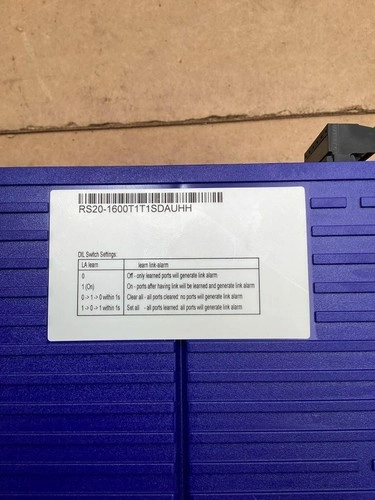 RS20-1600T1T1SDAUHH
DIL Switch Settings:
LA learn learn link-alarm
0 Off - only learned ports will generate link alarm
1 (On) On - ports after having link will be learned and generate link alarm
0 -> 1 -> 0 within 1s Clear all - all ports cleared: no ports will generate link alarm
1 -> 0 -> 1 within 1s Set all - all ports learned: all ports will generate link alarm